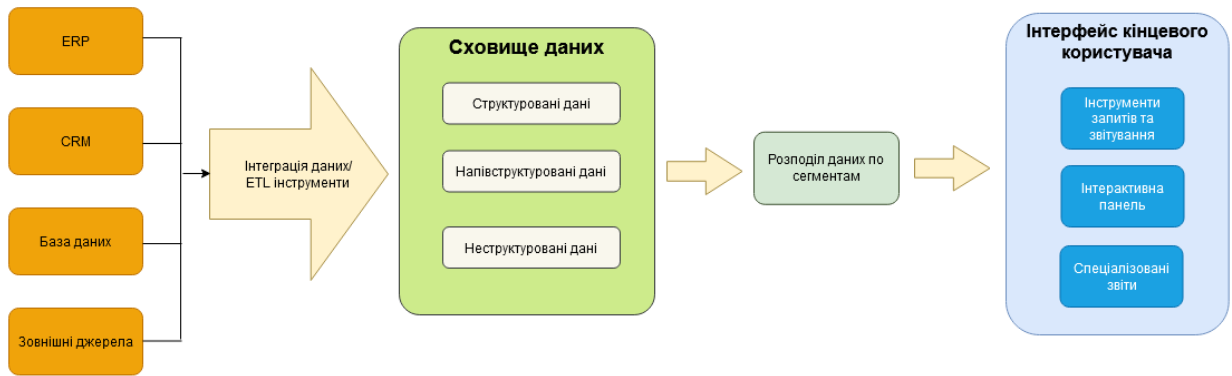 ERP
CRM
База даних
Зовнішні джерела
Інтеграція даних/
ETL інструменти
Сховище даних
Структуровані дані
Напівструктуровані дані
Неструктуровані дані
Розподіл даних по
сегментам
Інтерфейс кінцевого
користувача
Інструменти
запитів та
звітування
Інтерактивна
панель
Спеціалізовані
звіти